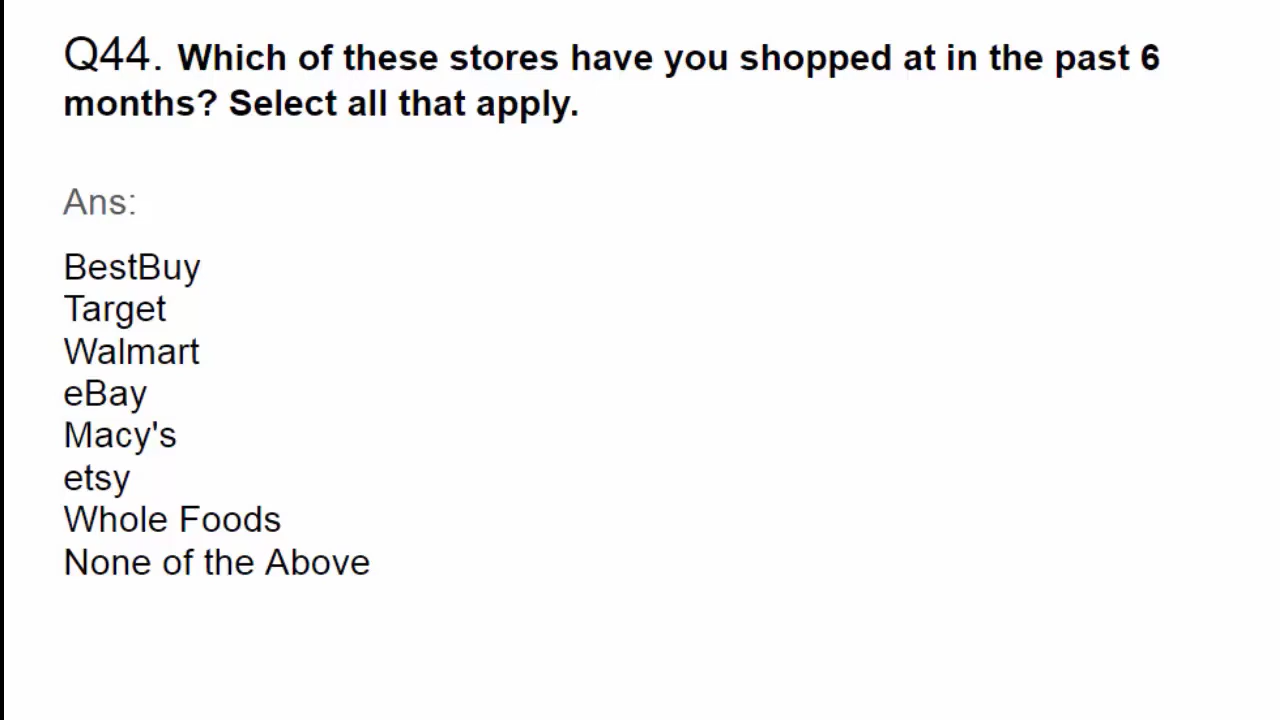 Q44. Which of these stores have you shopped at in the past 6
months? Select all that apply.
Ans:
BestBuy
Target
Walmart
eBay
Macy's
etsy
Whole Foods
None of the Above